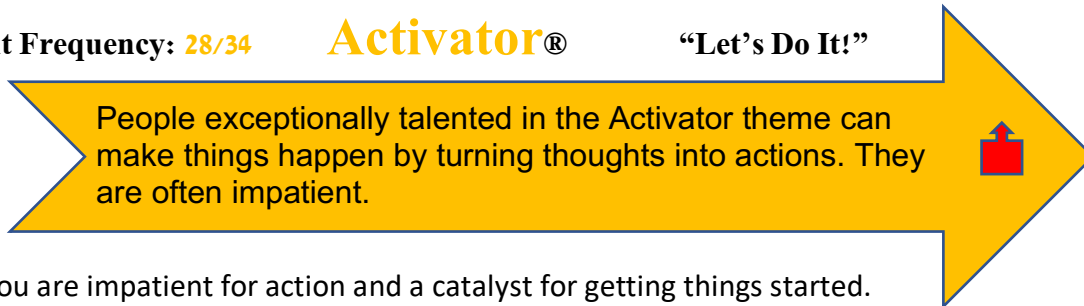 t Frequency: 28/34 Activator® “Let’s Do It!”
People exceptionally talented in the Activator theme can
make things happen by turning thoughts into actions. They
are often impatient.
ou are impatient for action and a catalyst for getting things started.